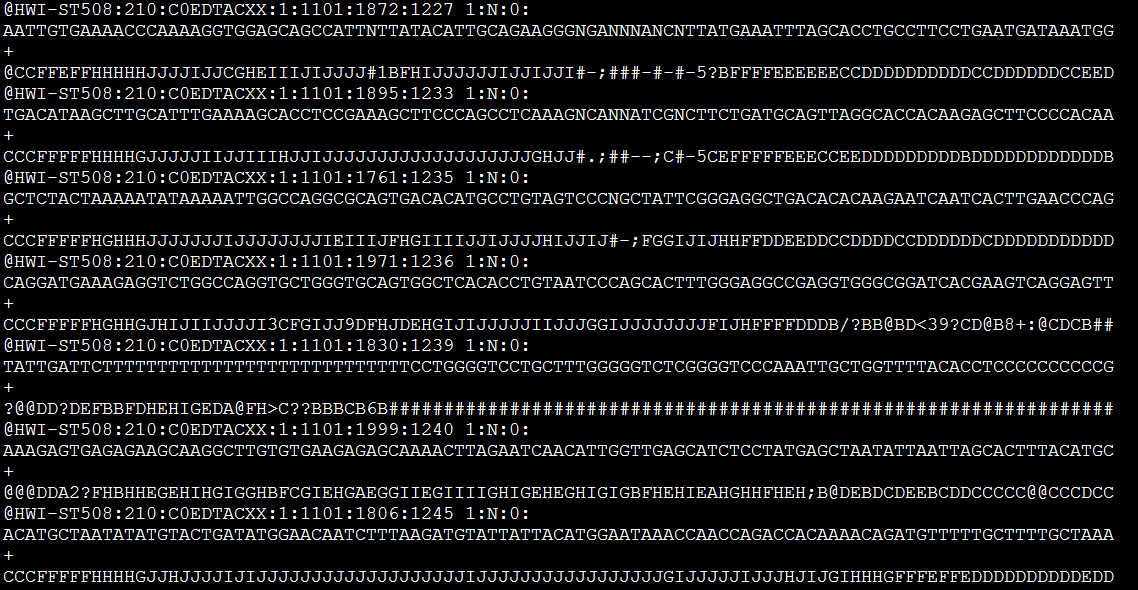 @HWI-ST508:210:C0EDTACXX:1:1101:1872:1227 1:N:0:
AATTGTGAAAACCCAAAAGGTGGAGCAGCCATTNTTATACATTGCAGAAGGGNGANNNANCNTTATGAAATTTAGCACCTGCCTTCCTGAATGATAAATGG
+
@CCFFEFFHHHHHJJJJIJJCGHEIIIJIJJJJ#1BFHIJJJJJJIJJIJJI#-;###-#-#-5?BFFFFEEEEEECCDDDDDDDDDDCCDDDDDDCCEED
@HWI-ST508:210:C0EDTACXX:1:1101:1895:1233 1:N:0:
TGACATAAGCTTGCATTTGAAAAGCACCTCCGAAAGCTTCCCAGCCTCAAAGNCANNATCGNCTTCTGATGCAGTTAGGCACCACAAGAGCTTCCCCACAA
+
CCCFFFFFHHHHGJJJJJIIJJIIIHJJIJJJJJJJJJJJJJJJJJJJGHJJ#.;##--;C#-5CEFFFFFEEECCEEDDDDDDDDDBDDDDDDDDDDDDB
@HWI-ST508:210:C0EDTACXX:1:1101:1761:1235 1:N:0:
GCTCTACTAAAAATATAAAAATTGGCCAGGCGCAGTGACACATGCCTGTAGTCCCNGCTATTCGGGAGGCTGACACACAAGAATCAATCACTTGAACCCAG
+
CCCFFFFFHGHHHJJJJJJJIJJJJJJJJIEIIIJFHGIIIIJJIJJJJHIJJIJ#-;FGGIJIJHHFFDDEEDDCCDDDDCCDDDDDDCDDDDDDDDDDD
@HWI-ST508:210:C0EDTACXX:1:1101:1971:1236 1:N:0:
CAGGATGAAAGAGGTCTGGCCAGGTGCTGGGTGCAGTGGCTCACACCTGTAATCCCAGCACTTTGGGAGGCCGAGGTGGGCGGATCACGAAGTCAGGAGTT
+
CCCFFFFFHGHHGJHIJIIJJJJI3CFGIJJ9DFHJDEHGIJIJJJJJIIJJJGGIJJJJJJJJFIJHFFFFDDDB/?BB@BD<39?CD@B8+:@CDCB##
@HWI-ST508:210:C0EDTACXX:1:1101:1830:1239 1:N:0:
TATTGATTCTTTTTTTTTTTTTTTTTTTTTTTTTTTTTTCCTGGGGTCCTGCTTTGGGGGTCTCGGGGTCCCAAATTGCTGGTTTTACACCTCCCCCCCCCG
+
?@@DD?DEFBBFDHEHIGEDA@FH>C??BBBCB6B##################################################################
@HWI-ST508:210:C0EDTACXX:1:1101:1999:1240 1:N:0:
AAAGAGTGAGAGAAGCAAGGCTTGTGTGAAGAGAGCAAAACTTAGAATCAACATTGGTTGAGCATCTCCTATGAGCTAATATTAATTAGCACTTTACATGC
+
@@@DDA2?FHBHHEGEHIHGIGGHBFCGIEHGAEGGIIEGIIIIGHIGEHEGHIGIGBFHEHIEAHGHHFHEH;B@DEBDCDEEBCDDCCCCC@@CCCDCC
@HWI-ST508:210:C0EDTACXX:1:1101:1806:1245 1:N:0:
ACATGCTAATATATGTACTGATATGGAACAATCTTTAAGATGTATTATTACATGGAATAAACCAACCAGACCACAAAACAGATGTTTTTGCTTTTGCTAAA
+
CCCFFFFFHHHHGJJHJJJJIJIJJJJJJJJJJJJJJJJJJJIJJJJJJJJJJJJJJJJJGIJJJJJIJJJHJIJGIHHHGFFFEFFEDDDDDDDDDDEDD